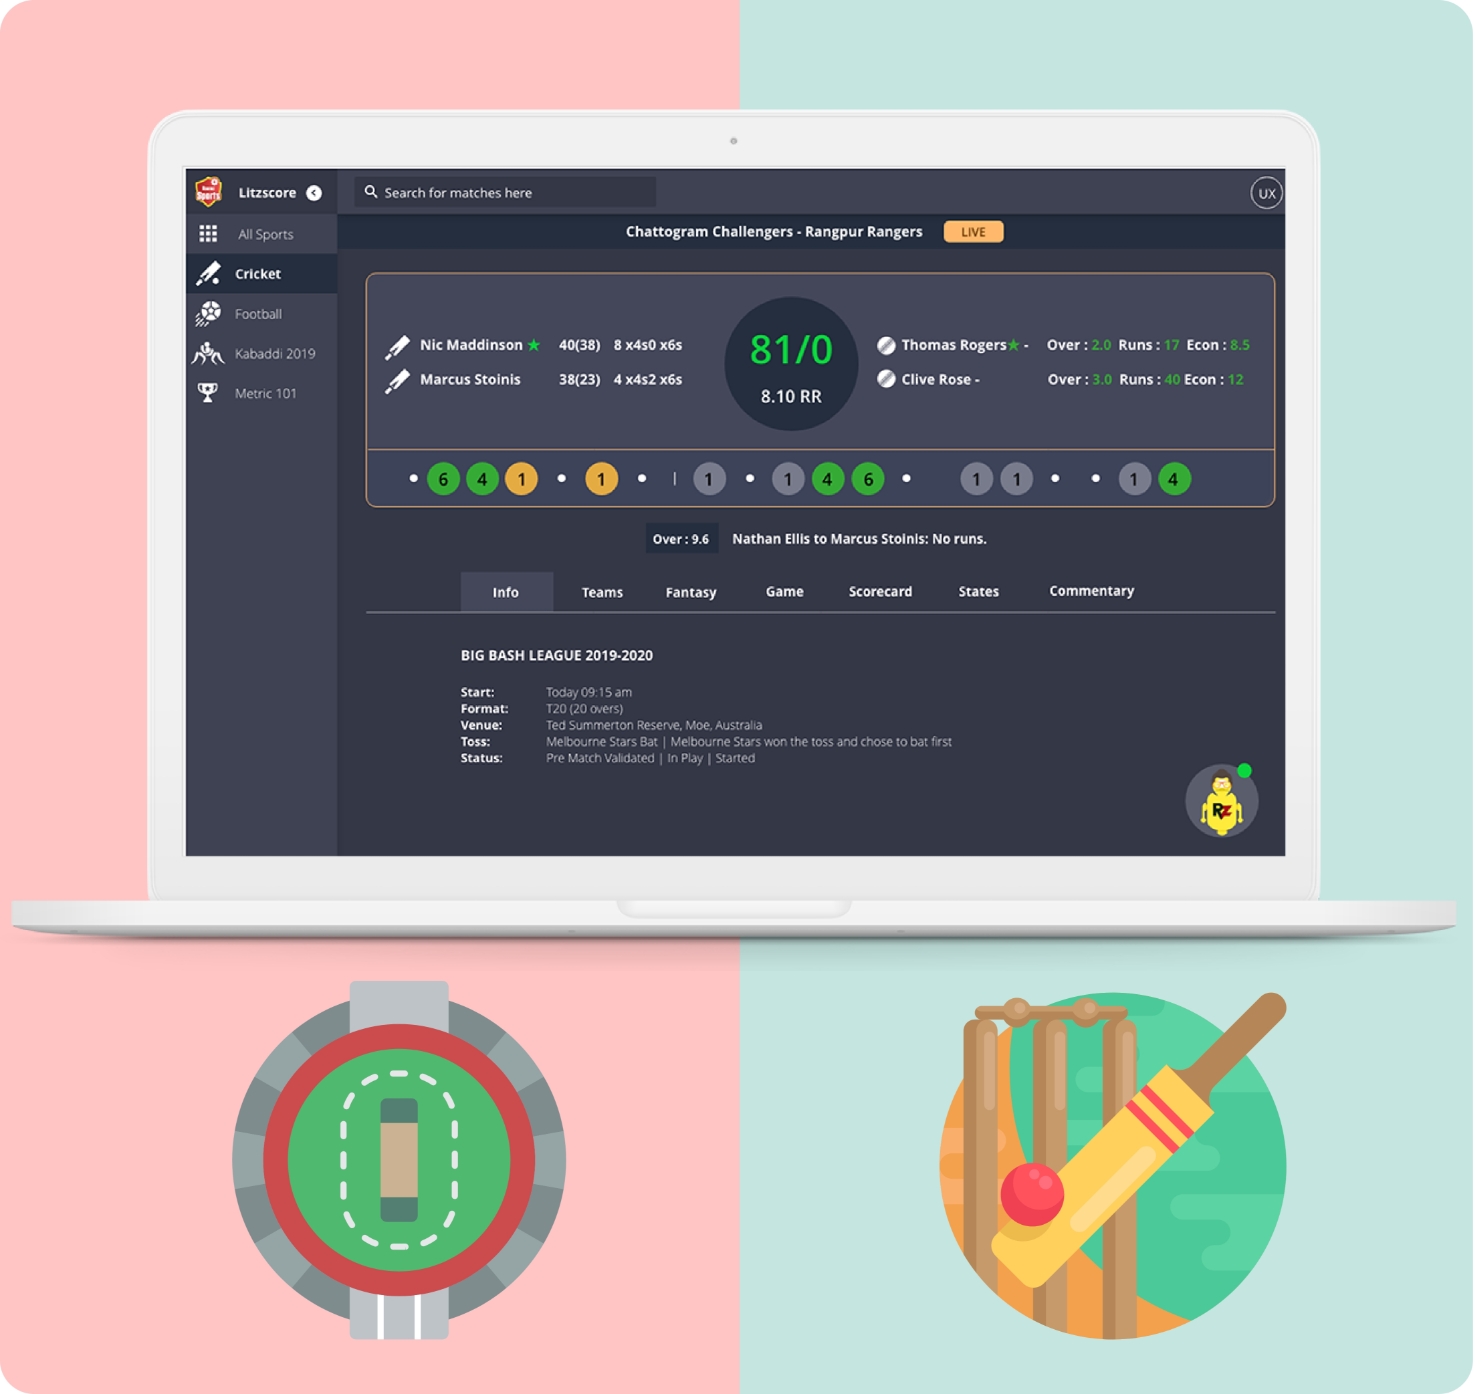 Sports
Litzscore
Search for matches here
UX
All Sports
Chattogram Challengers - Rangpur Rangers LIVE
Cricket
Football
Kabaddi 2019
Metric 101
Nic Maddinson ★ 40(38) 8 x4s0 x6s
Marcus Stoinis 38(23) 4 x4s2 x6s
81/0
8.10 RR
Thomas Rogers★ - Over : 2.0 Runs : 17 Econ : 8.5
Clive Rose - Over : 3.0 Runs : 40 Econ : 12
• 6 4 1 • 1 • | 1 • 1 4 6 • 1 1 • • 1 4
Over : 9.6 Nathan Ellis to Marcus Stoinis: No runs.
Info Teams Fantasy Game Scorecard States Commentary
BIG BASH LEAGUE 2019-2020
Start: Today 09:15 am
Format: T20 (20 overs)
Venue: Ted Summerton Reserve, Moe, Australia
Toss: Melbourne Stars Bat | Melbourne Stars won the toss and chose to bat first
Status: Pre Match Validated | In Play | Started
RZ